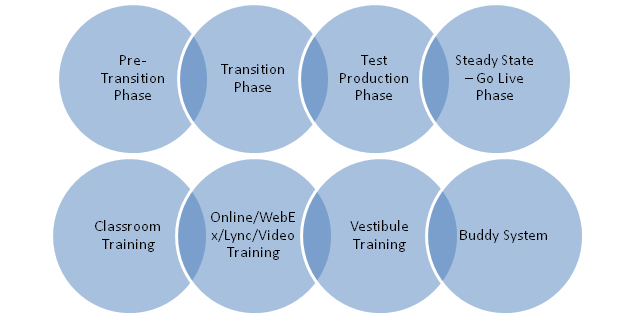 Pre-
Transition
Phase
Transition
Phase
Test
Production
Phase
Steady State
– Go Live
Phase
Classroom
Training
Online/WebE
x/Lync/Video
Training
Vestibule
Training
Buddy System